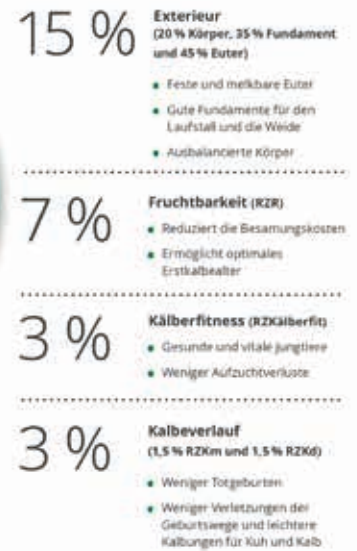 15 %
Exterieur
(20 % Körper, 35 % Fundament
und 45 % Euter)
• Feste und melkbare Euter
• Gute Fundamente für den
Laufstall und die Weide
• Ausbalancierte Körper
7 %
Fruchtbarkeit (RZR)
• Reduziert die Besamungskosten
• Ermöglicht optimales
Erstkalbealter
3 %
Kälberfitness (RZKälberfit)
• Gesunde und vitale Jungtiere
• Weniger Aufzuchtverluste
3 %
Kalbeverlauf
(1,5 % RZKm und 1,5 % RZKd)
• Weniger Totgeburten
• Weniger Verletzungen der
Geburtswege und leichtere
Kalbungen für Kuh und Kalb